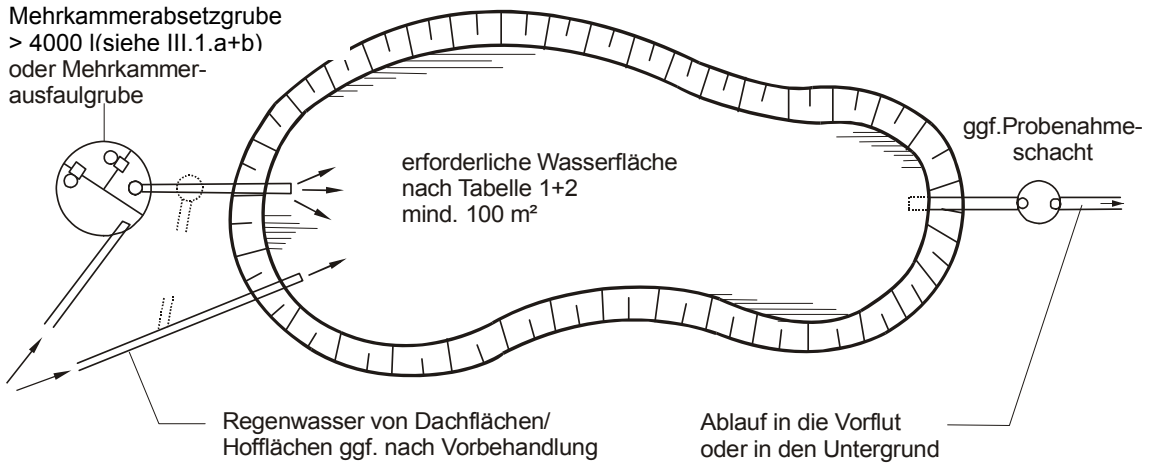 Mehrkammerabsetzgrube
> 4000 l(siehe III.1.a+b)
oder Mehrkammer-
ausfaulgrube
erforderliche Wasserfläche
nach Tabelle 1+2
mind. 100 m²
ggf.Probenahme-
schacht
Regenwasser von Dachflächen/
Hofflächen ggf. nach Vorbehandlung
Ablauf in die Vorflut
oder in den Untergrund